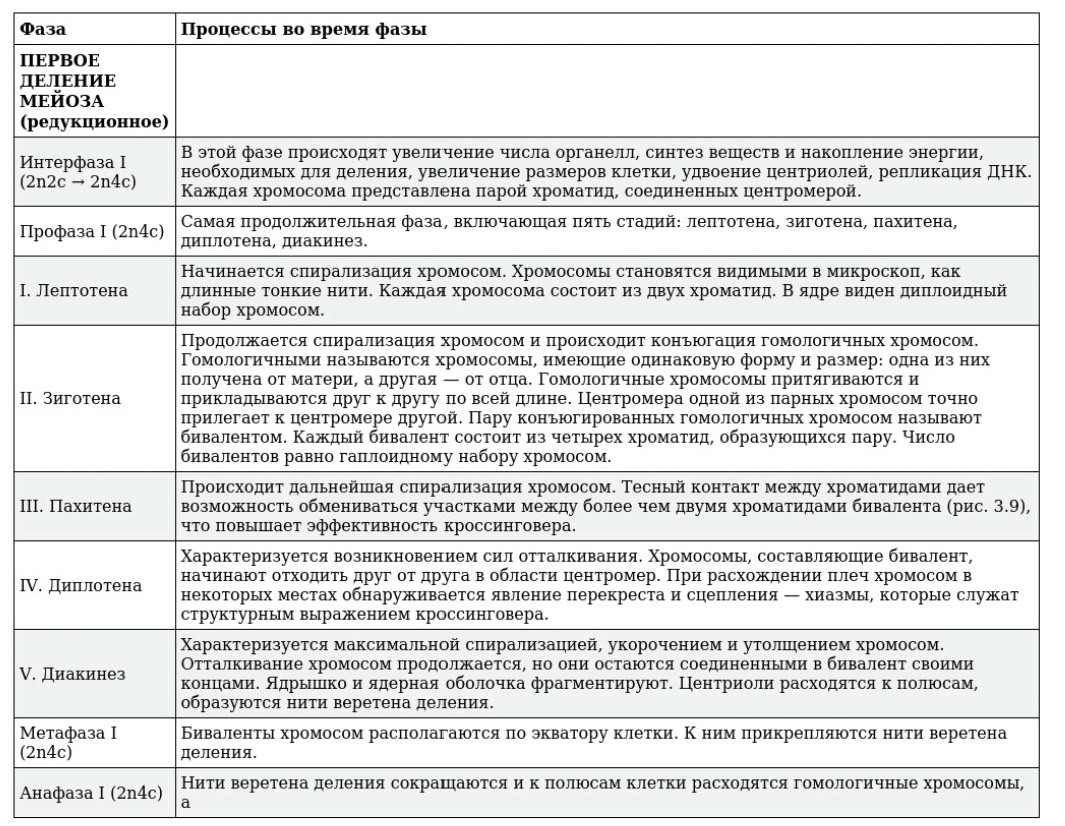 Фаза
Процессы во время фазы
ПЕРВОЕ
ДЕЛЕНИЕ
МЕЙОЗА
(редукционное)
Интерфаза I
(2n2c → 2n4c)
В этой фазе происходят увеличение числа органелл, синтез веществ и накопление энергии,
необходимых для деления, увеличение размеров клетки, удвоение центриолей, репликация ДНК.
Каждая хромосома представлена парой хроматид, соединенных центромерой.
Профаза I (2n4c)
Самая продолжительная фаза, включающая пять стадий: лептотена, зиготена, пахитена,
диплотена, диакинез.
I. Лептотена
Начинается спирализация хромосом. Хромосомы становятся видимыми в микроскоп, как
длинные тонкие нити. Каждая хромосома состоит из двух хроматид. В ядре виден диплоидный
набор хромосом.
II. Зиготена
Продолжается спирализация хромосом и происходит конъюгация гомологичных хромосом.
Гомологичными называются хромосомы, имеющие одинаковую форму и размер: одна из них
получена от матери, а другая — от отца. Гомологичные хромосомы притягиваются и
прикладываются друг к другу по всей длине. Центромера одной из парных хромосом точно
прилегает к центромере другой. Пару конъюгированных гомологичных хромосом называют
бивалентом. Каждый бивалент состоит из четырех хроматид, образующихся пару. Число
бивалентов равно гаплоидному набору хромосом.
III. Пахитена
Происходит дальнейшая спирализация хромосом. Тесный контакт между хроматидами дает
возможность обмениваться участками между более чем двумя хроматидами бивалента (рис. 3.9),
что повышает эффективность кроссинговера.
IV. Диплотена
Характеризуется возникновением сил отталкивания. Хромосомы, составляющие бивалент,
начинают отходить друг от друга в области центромер. При расхождении плеч хромосом в
некоторых местах обнаруживается явление перекреста и сцепления — хиазмы, которые служат
структурным выражением кроссинговера.
V. Диакинез
Характеризуется максимальной спирализацией, укорочением и утолщением хромосом.
Отталкивание хромосом продолжается, но они остаются соединенными в бивалент своими
концами. Ядрышко и ядерная оболочка фрагментируют. Центриоли расходятся к полюсам,
образуются нити веретена деления.
Метафаза I
(2n4c)
Биваленты хромосом располагаются по экватору клетки. К ним прикрепляются нити веретена
деления.
Анафаза I (2n4c)
Нити веретена деления сокращаются и к полюсам клетки расходятся гомологичные хромосомы,
а